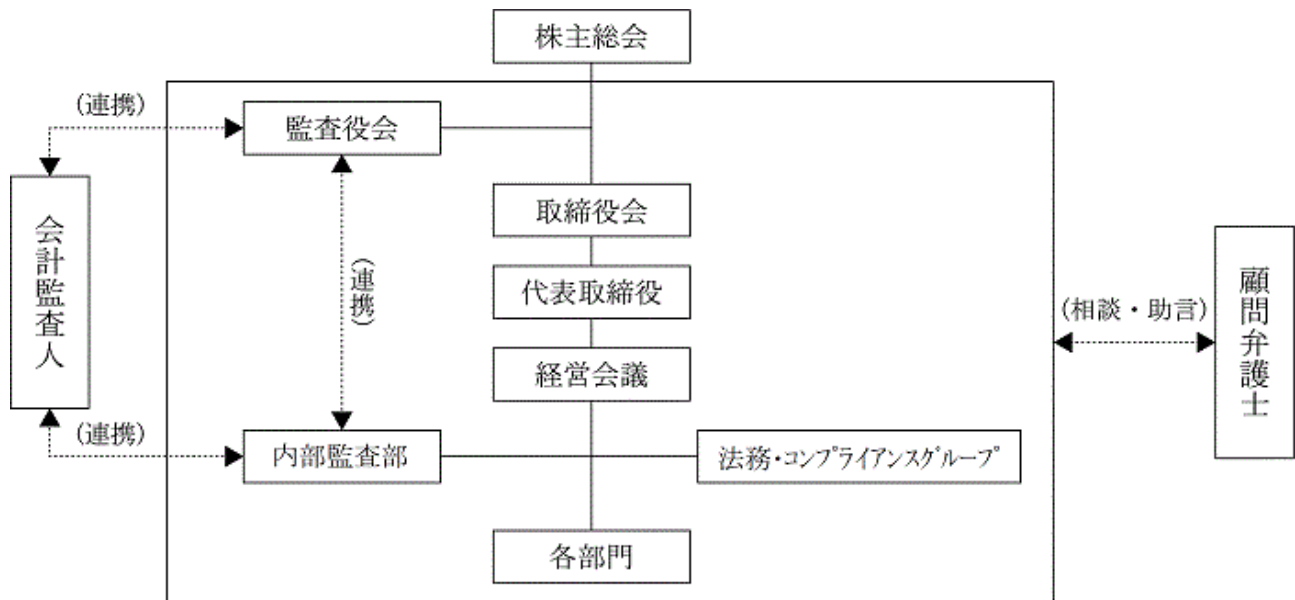 株主総会
(連携)
監査役会
会計監査人
取締役会
(連携)
代表取締役
(相談・助言)
顧問弁護士
経営会議
(連携)
内部監査部
法務・コンプライアンスグループ
各部門